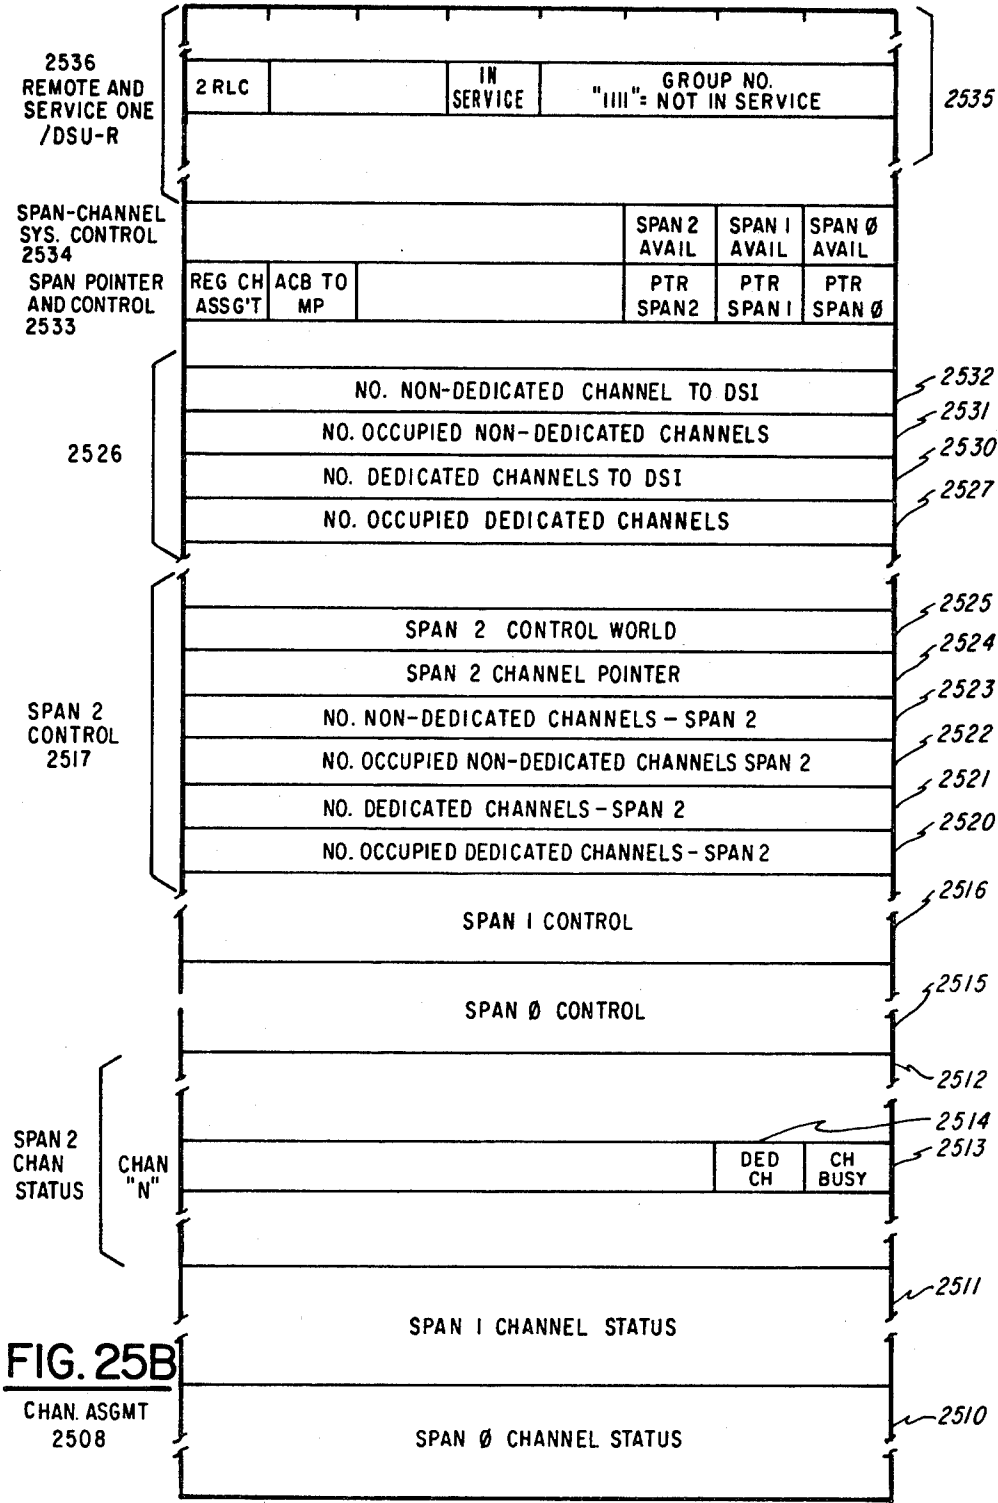 2536
REMOTE AND
SERVICE ONE
/DSU-R
2 RLC
IN
SERVICE
GROUP NO.
"1111"= NOT IN SERVICE
2535
SPAN-CHANNEL
SYS. CONTROL
2534
SPAN 2
AVAIL
SPAN 1
AVAIL
SPAN Ø
AVAIL
SPAN POINTER
AND CONTROL
2533
REG CH
ASSG'T
ACB TO
MP
PTR
SPAN2
PTR
SPAN 1
PTR
SPAN Ø
2526
NO. NON-DEDICATED CHANNEL TO DSI
2532
NO. OCCUPIED NON-DEDICATED CHANNELS
2531
NO. DEDICATED CHANNELS TO DSI
2530
NO. OCCUPIED DEDICATED CHANNELS
2527
SPAN 2
CONTROL
2517
SPAN 2 CONTROL WORLD
2525
SPAN 2 CHANNEL POINTER
2524
NO. NON-DEDICATED CHANNELS - SPAN 2
2523
NO. OCCUPIED NON-DEDICATED CHANNELS SPAN 2
2522
NO. DEDICATED CHANNELS - SPAN 2
2521
NO. OCCUPIED DEDICATED CHANNELS - SPAN 2
2520
SPAN 1 CONTROL
2516
SPAN Ø CONTROL
2515
2512
SPAN 2
CHAN
STATUS
CHAN
"N"
2514
DED
CH
CH
BUSY
2513
SPAN 1 CHANNEL STATUS
2511
SPAN Ø CHANNEL STATUS
2510
FIG. 25B
CHAN. ASGMT
2508